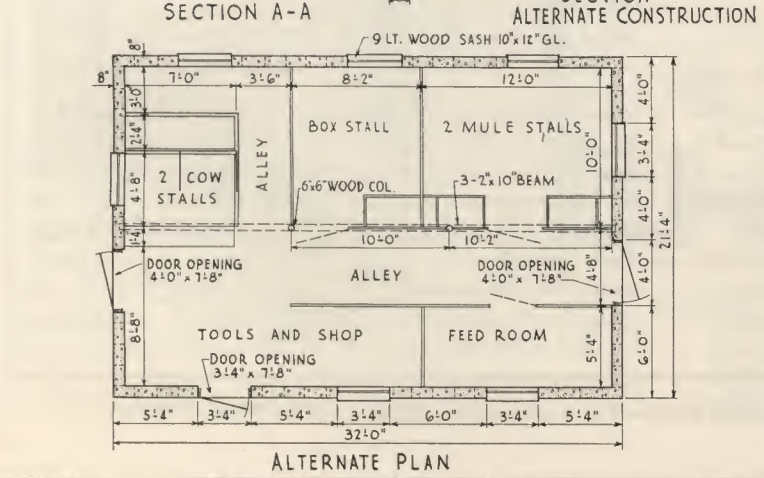 SECTION A-A
ALTERNATE CONSTRUCTION
9 LT. WOOD SASH 10"x12" GL.
8"
8"
7'-0"
3'-6"
8'-2"
12'-0"
3'-0"
2'-4"
4'-8"
1'-4"
8'-8"
ALLEY
BOX STALL
2 MULE STALLS
10'-0"
4'-0"
3'-4"
4'-0"
4'-0"
6'-0"
21'-4"
2 COW
STALLS
6"x6" WOOD COL.
3-2"x10" BEAM
10'-0"
10'-2"
DOOR OPENING
4'-0" x 7'-8"
ALLEY
DOOR OPENING
4'-0" x 7'-8"
4'-8"
5'-4"
TOOLS AND SHOP
FEED ROOM
DOOR OPENING
3'-4" x 7'-8"
5'-4"
3'-4"
5'-4"
3'-4"
6'-0"
3'-4"
5'-4"
32'-0"
ALTERNATE PLAN